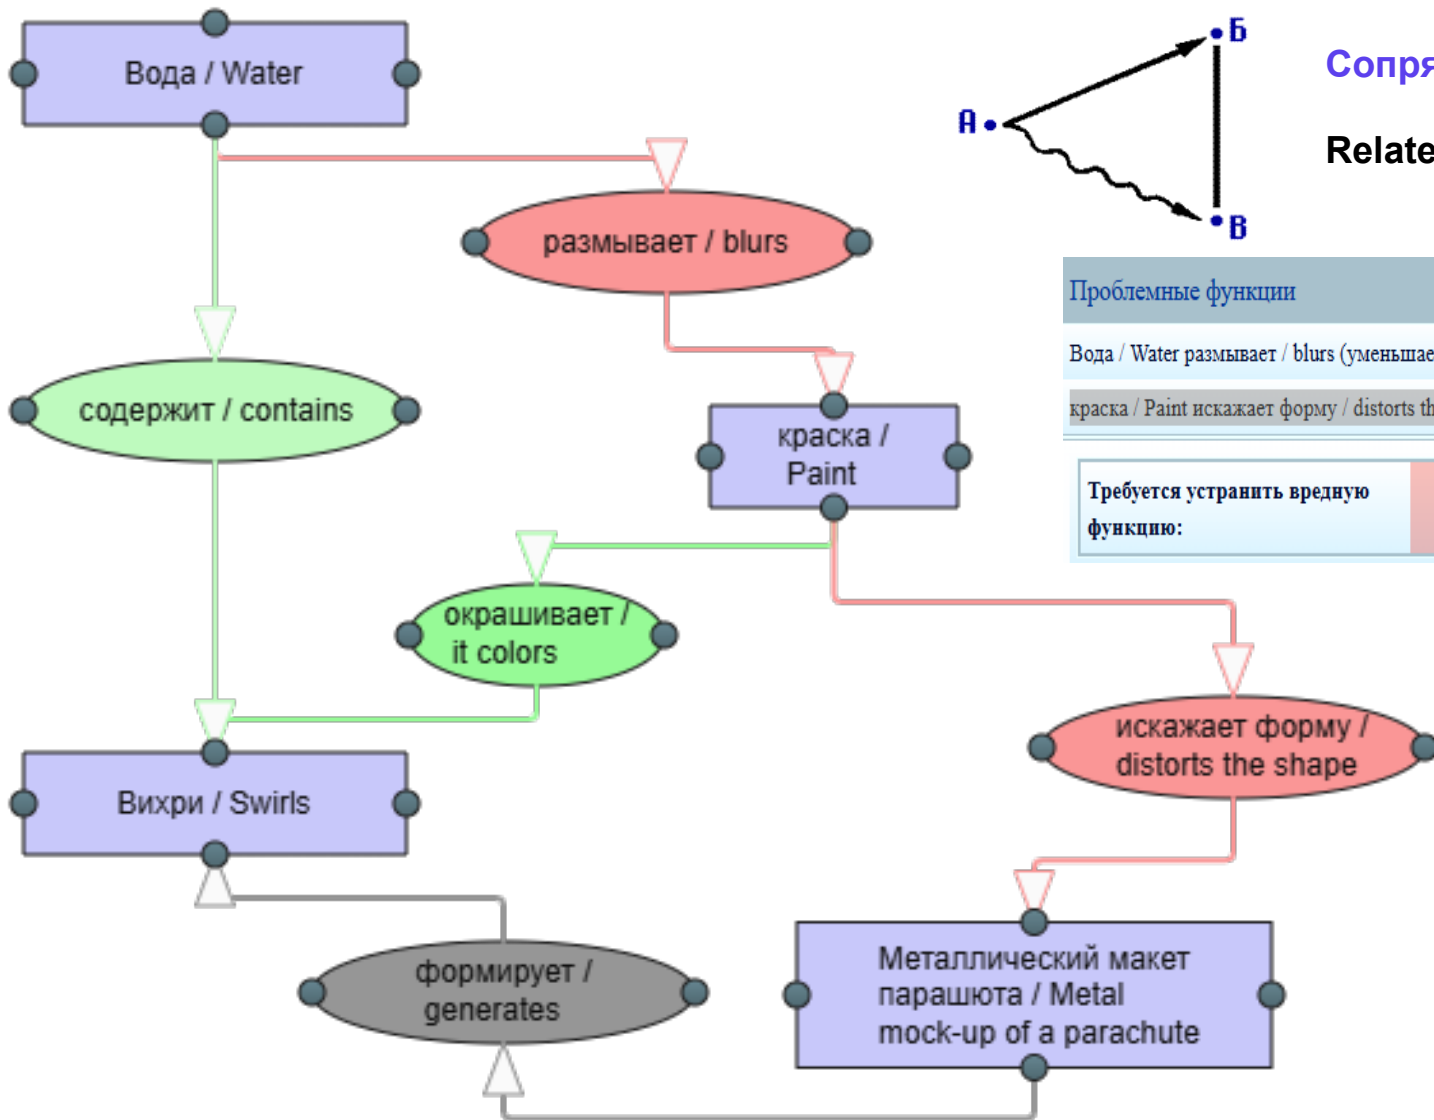 Вода / Water
размывает / blurs
содержит / contains
краска /
Paint
окрашивает /
it colors
искажает форму /
distorts the shape
Вихри / Swirls
формирует /
generates
Металлический макет
парашюта / Metal
mock-up of a parachute
А
Б
В
Проблемные функции
Вода / Water размывает / blurs
краска / Paint искажает форму / distorts
Требуется устранить вредную
функцию: